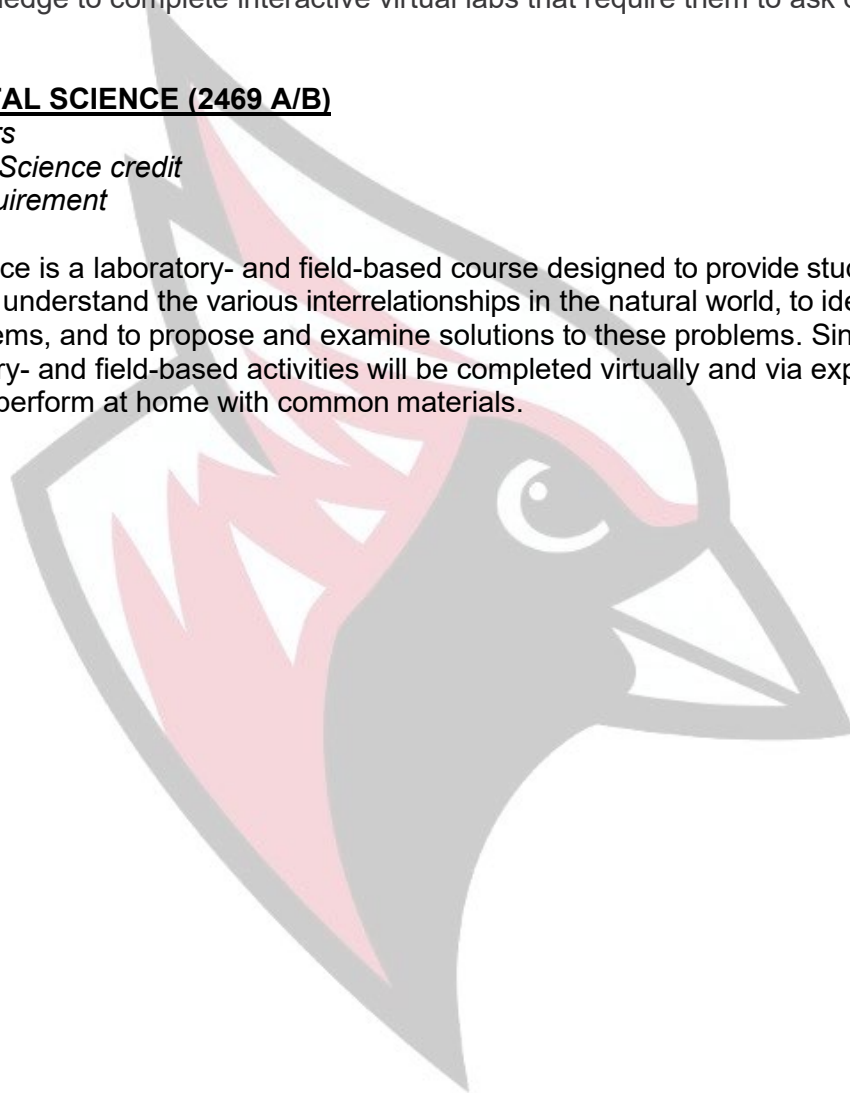 ledge to complete interactive virtual labs that require them to ask
TAL SCIENCE (2469 A/B)
rs
Science credit
uirement
ce is a laboratory- and field-based course designed to provide stu
understand the various interrelationships in the natural world, to ide
ems, and to propose and examine solutions to these problems. Sin
ry- and field-based activities will be completed virtually and via exp
perform at home with common materials.